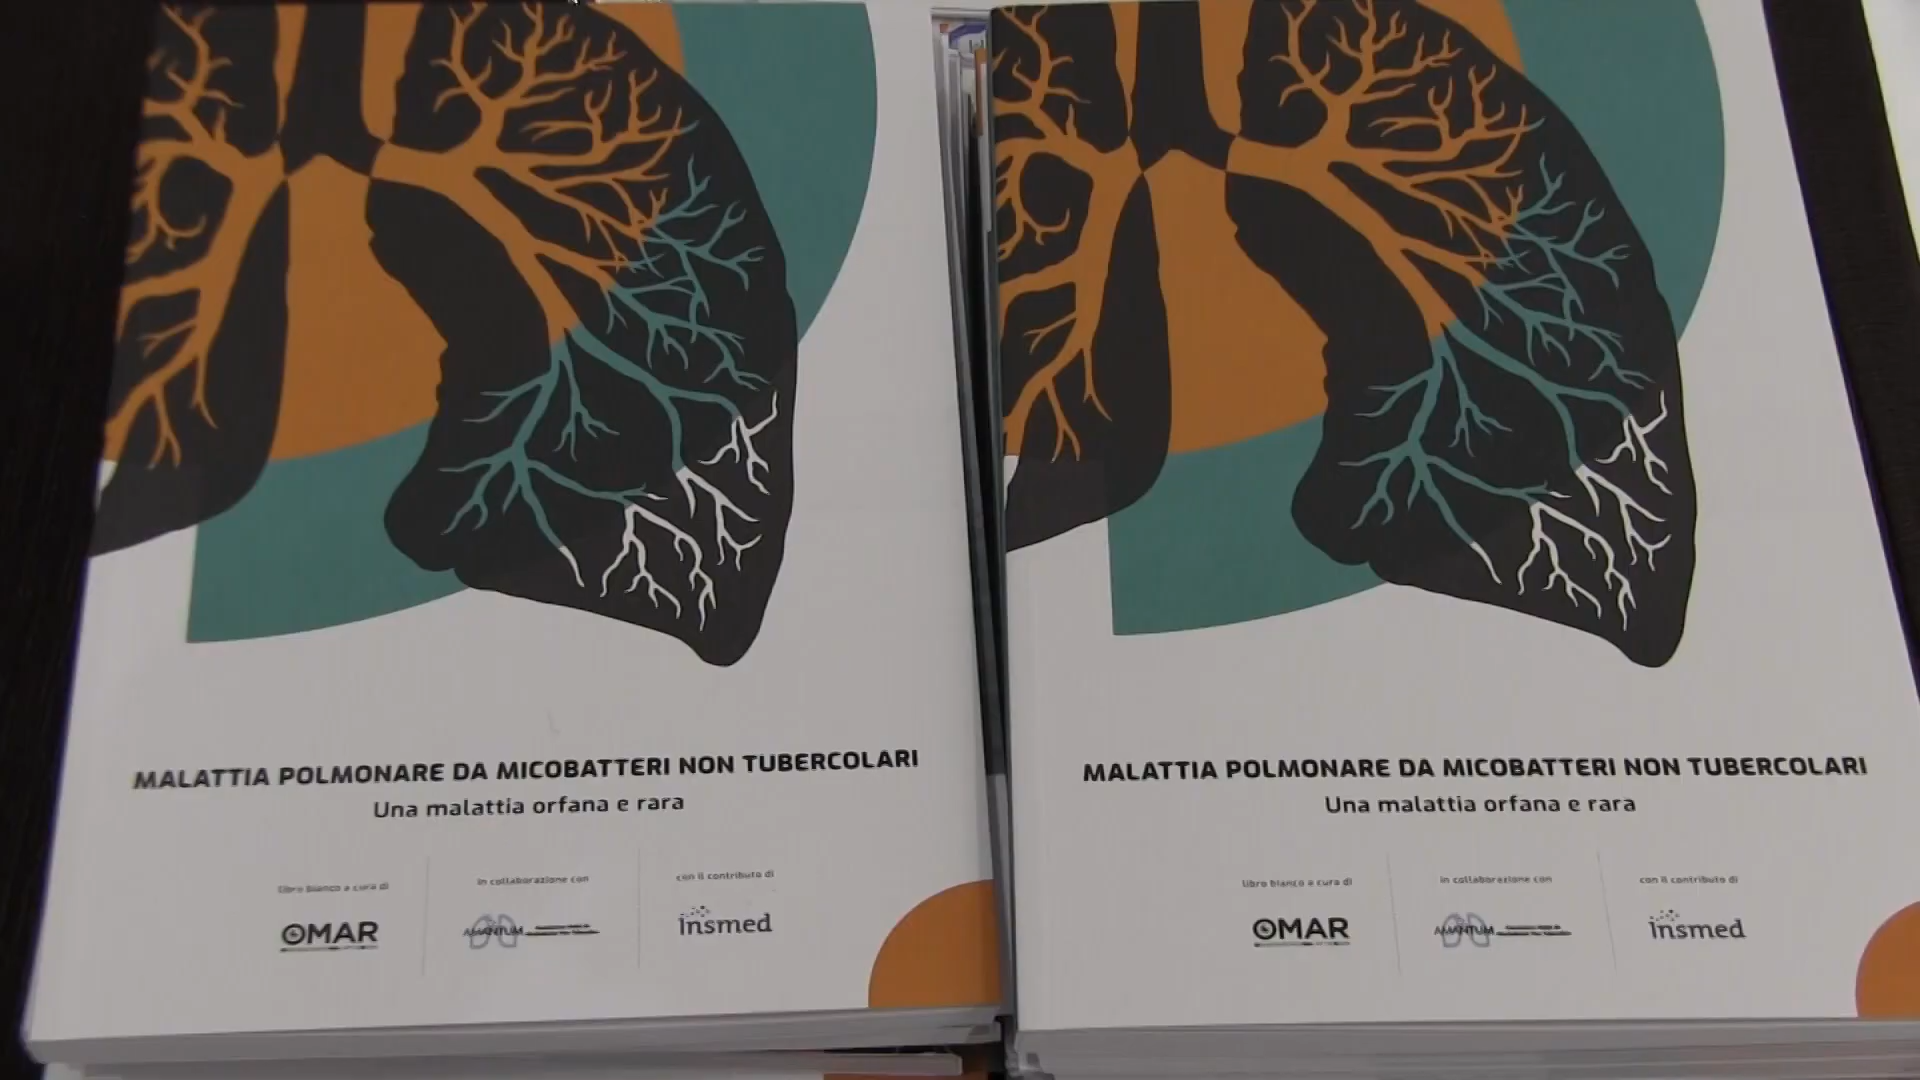 MALATTIA POLMONARE DA MICOBATTERI NON TUBERCOLARI
Una malattia orfana e rara
libro bianco a cura di
in collaborazione con
con il contributo di
OMAR
AMANTUM
insmed
MALATTIA POLMONARE DA MICOBATTERI NON TUBERCOLARI
Una malattia orfana e rara
libro bianco a cura di
in collaborazione con
con il contributo di
OMAR
AMANTUM
insmed